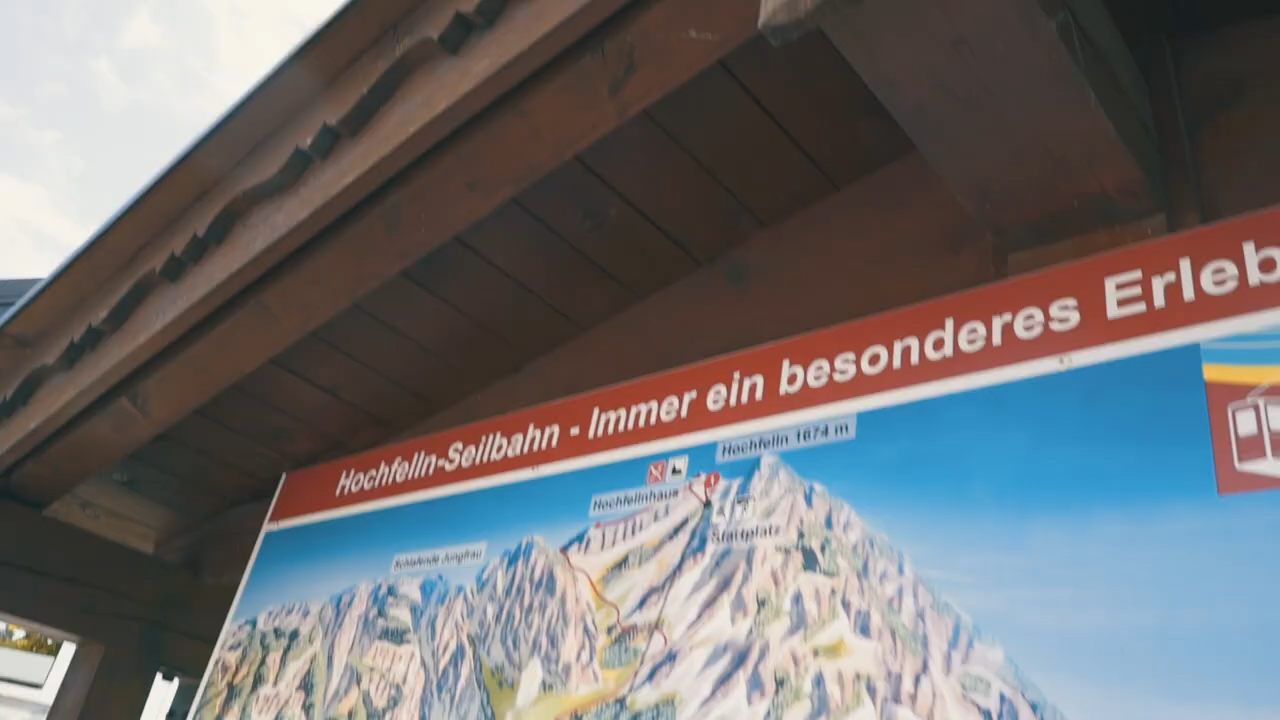 Hochfelln-Seilbahn - Immer ein besonderes Erleb
Hochfelln 1674 m
Hochfellnhaus
Startplatz
Schlafende Jungfrau